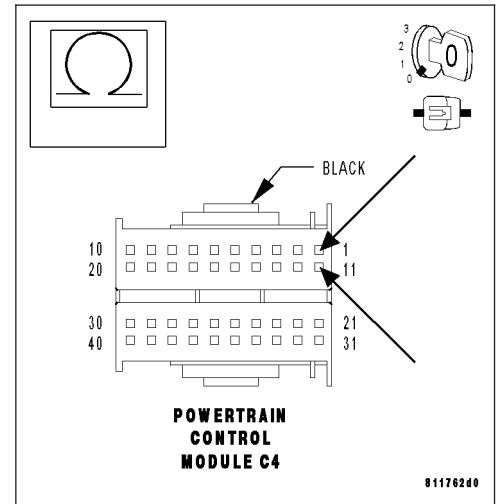 3
2
1
0
BLACK
10 1
20 11
30 21
40 31
POWERTRAIN
CONTROL
MODULE C4
811762d0